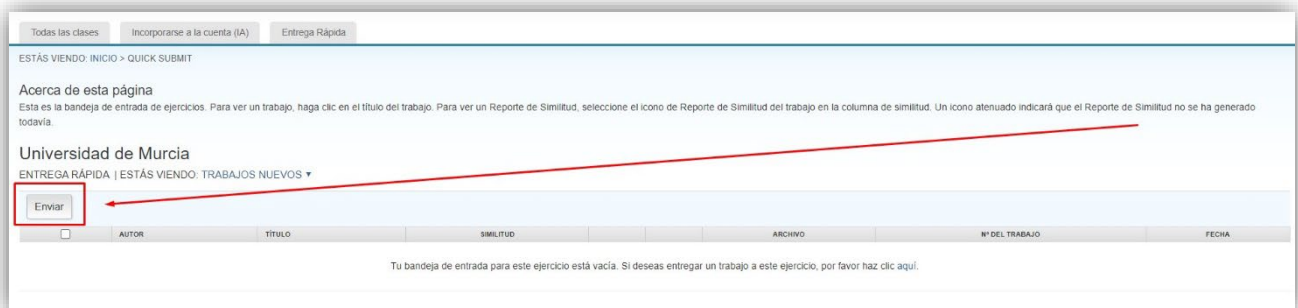 Todas las clases Incorporarse a la cuenta (IA) Entrega Rápida
ESTÁS VIENDO: INICIO > QUICK SUBMIT
Acerca de esta página
Esta es la bandeja de entrada de ejercicios. Para ver un trabajo, haga clic en el título del trabajo. Para ver un Reporte de Similitud, seleccione el icono de Reporte de Similitud del trabajo en la columna de similitud. Un icono atenuado indicará que el Reporte de Similitud no se ha generado
todavía.
Universidad de Murcia
ENTREGA RÁPIDA | ESTÁS VIENDO: TRABAJOS NUEVOS ▼
Enviar
AUTOR TÍTULO SIMILITUD ARCHIVO Nº DEL TRABAJO FECHA
Tu bandeja de entrada para este ejercicio está vacía. Si deseas entregar un trabajo a este ejercicio, por favor haz clic aquí.